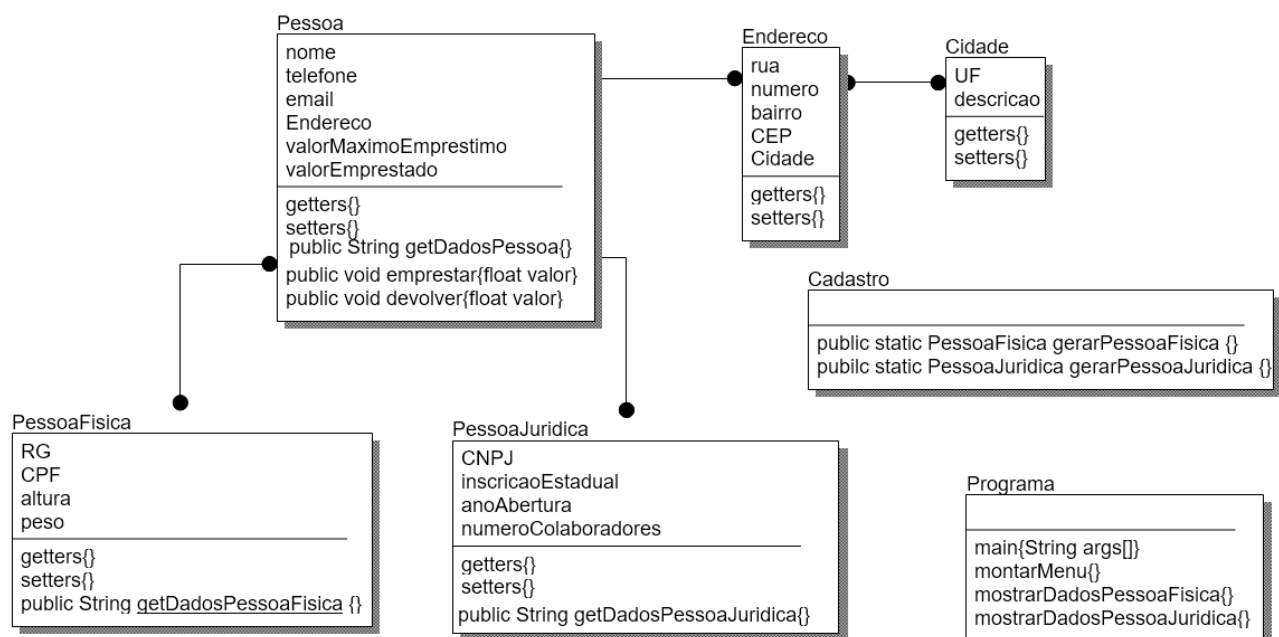 Pessoa
nome
telefone
email
Endereco
valorMaximoEmprestimo
valorEmprestado
getters{}
setters{}
public String getDadosPessoa{}
public void emprestar{float valor}
public void devolver{float valor}
Endereco
rua
numero
bairro
CEP
Cidade
getters{}
setters{}
Cidade
UF
descricao
getters{}
setters{}
Cadastro
public static PessoaFisica gerarPessoaFisica {}
pubilc static PessoaJuridica gerarPessoaJuridica {}
PessoaFisica
RG
CPF
altura
peso
getters{}
setters{}
public String getDadosPessoaFisica {}
PessoaJuridica
CNPJ
inscricaoEstadual
anoAbertura
numeroColaboradores
getters{}
setters{}
public String getDadosPessoaJuridica{}
Programa
main{String args[]}
montarMenu{}
mostrarDadosPessoaFisica{}
mostrarDadosPessoaJuridica{}